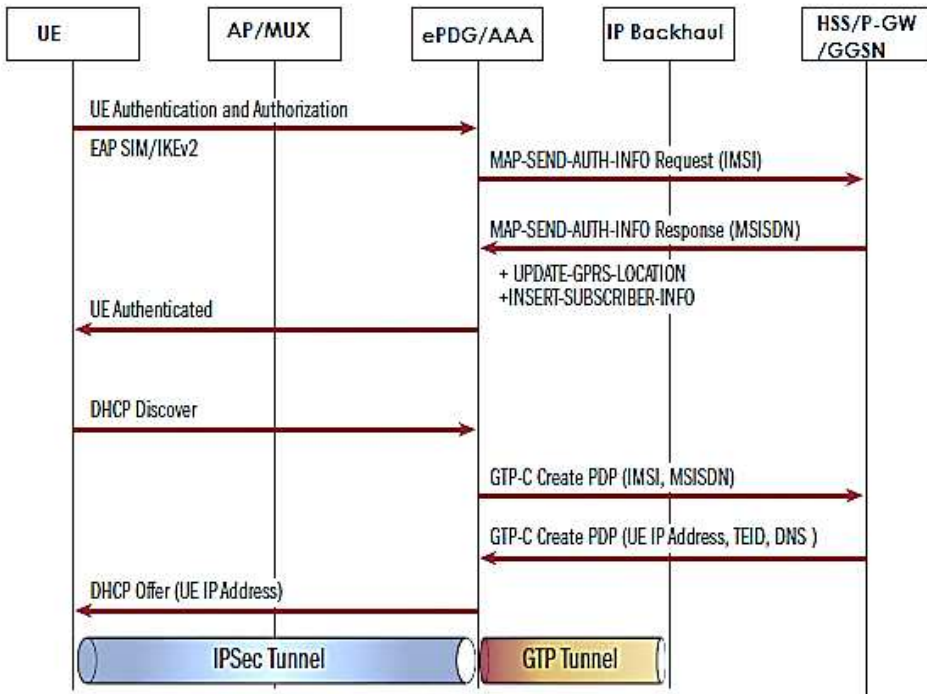 UE
AP/MUX
ePDG/AAA
IP Backhaul
HSS/P-GW
/GGSN
UE Authentication and Authorization
EAP SIM/IKEv2
MAP-SEND-AUTH-INFO Request (IMSI)
MAP-SEND-AUTH-INFO Response (MSISDN)
+ UPDATE-GPRS-LOCATION
+INSERT-SUBSCRIBER-INFO
UE Authenticated
DHCP Discover
GTP-C Create PDP (IMSI, MSISDN)
GTP-C Create PDP (UE IP Address, TEID, DNS )
DHCP Offer (UE IP Address)
IPSec Tunnel
GTP Tunnel